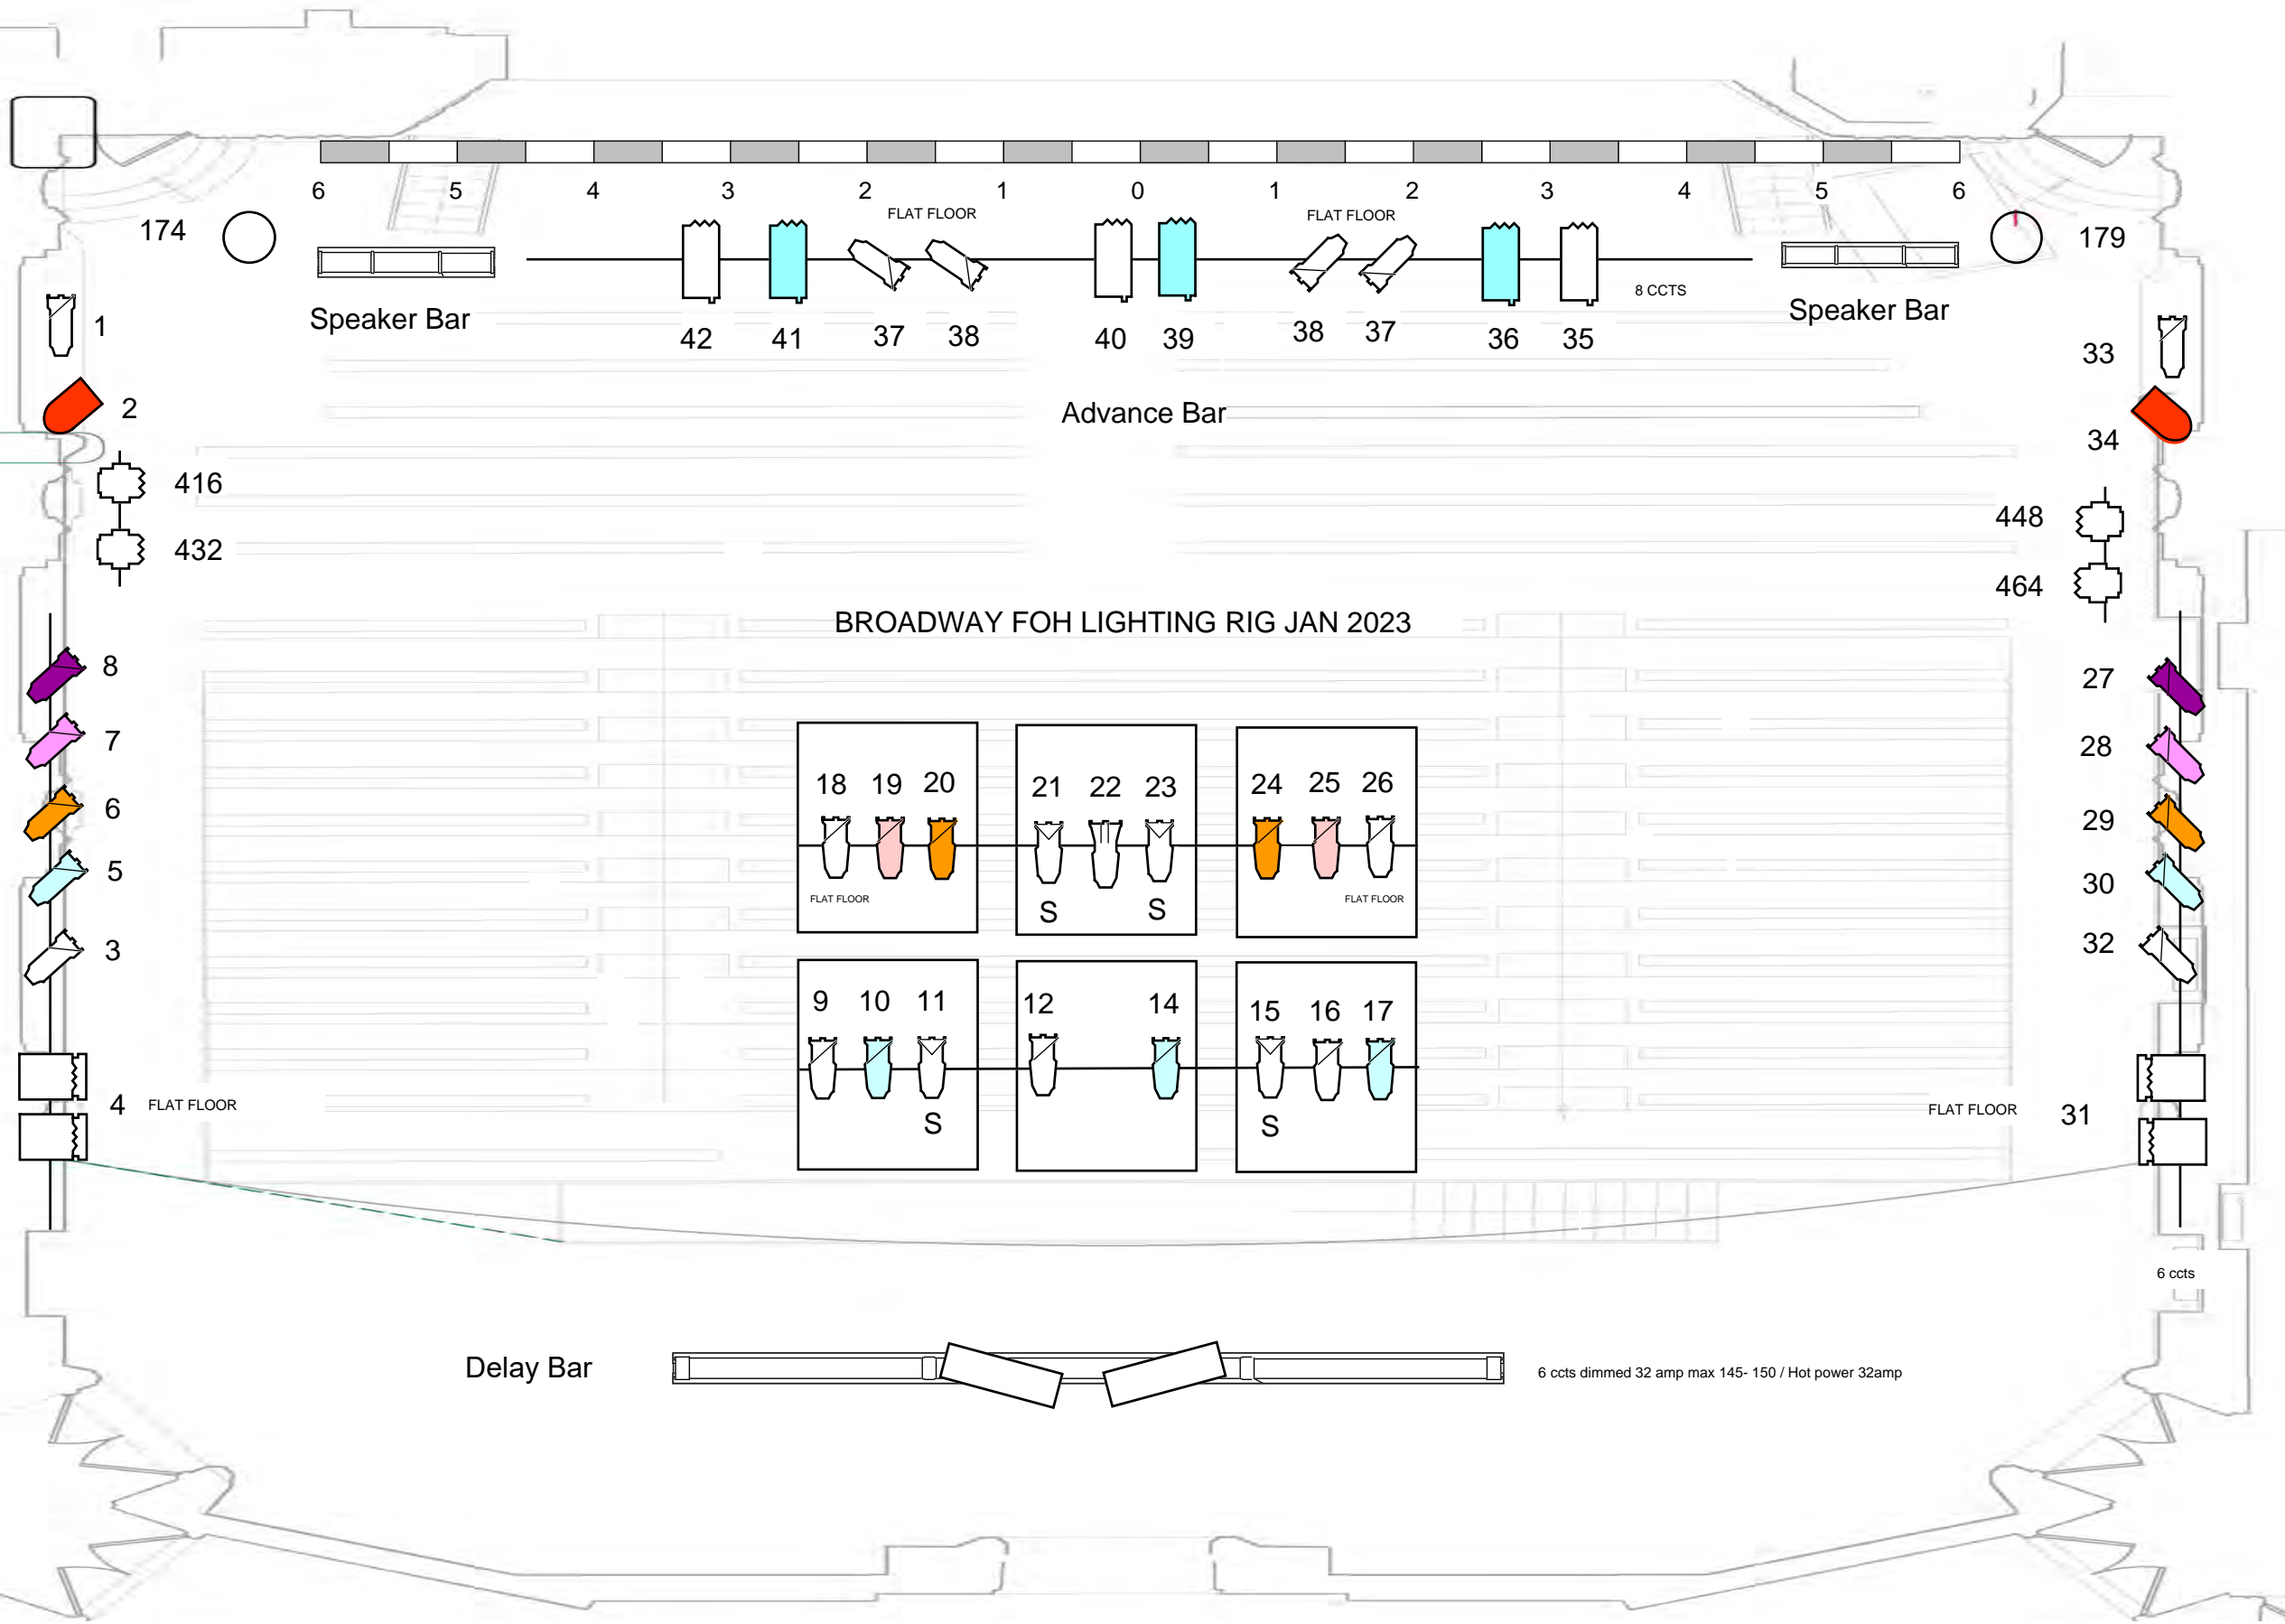 6 5 4 3 2 1 0 1 2 3 4 5 6
174
FLAT FLOOR
FLAT FLOOR
179
8 CCTS
Speaker Bar
Speaker Bar
42 41 37 38 40 39 38 37 36 35
1
33
2
Advance Bar
34
416
448
432
464
BROADWAY FOH LIGHTING RIG JAN 2023
8
27
7
28
18 19 20 21 22 23 24 25 26
6
29
5
30
FLAT FLOOR
S S
FLAT FLOOR
3
32
9 10 11 12 14 15 16 17
4 FLAT FLOOR
S
S
FLAT FLOOR 31
6 ccts
Delay Bar
6 ccts dimmed 32 amp max 145- 150 / Hot power 32amp